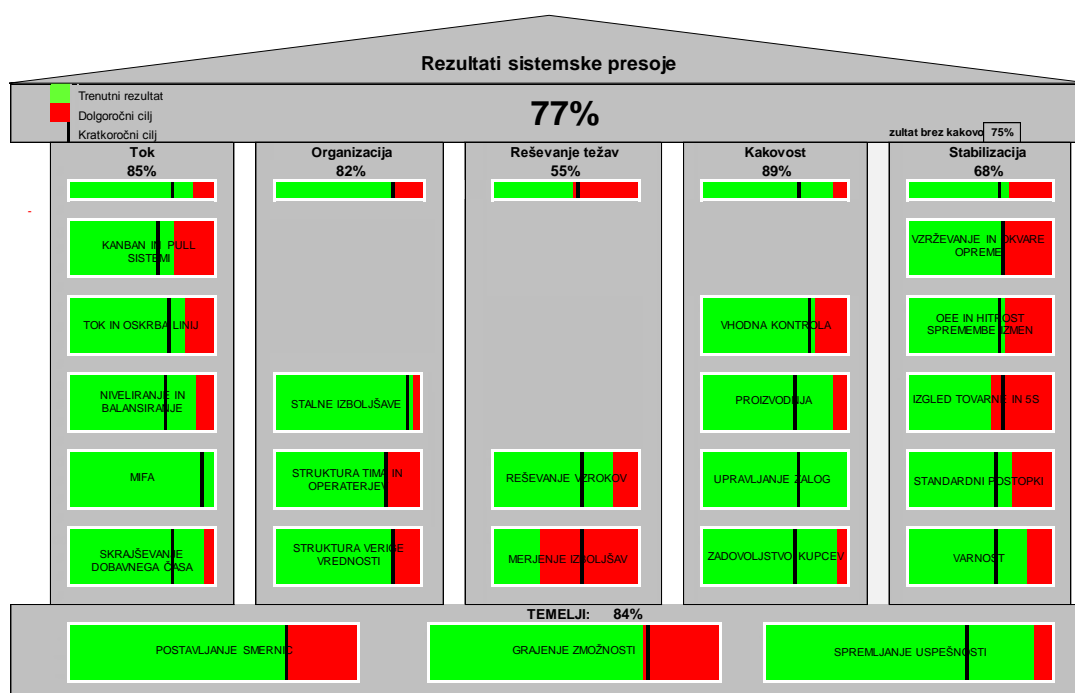 Rezultati sistemske presoje
Trenutni rezultat
Dolgoročni cilj
Kratkoročni cilj
77%
zultat brez kakovo 75%
Tok
85%
Organizacija
82%
Reševanje težav
55%
Kakovost
89%
Stabilizacija
68%
KANBAN IN PULL
SISTEMI
VZRŽEVANJE IN OKVARE
OPREME
TOK IN OSKRBA LINIJ
VHODNA KONTROLA
OEE IN HITROST
SPREMEMBE IZMEN
NIVELIRANJE IN
BALANSIRANJE
STALNE IZBOLJŠAVE
PROIZVODNJA
IZGLED TOVARNE IN 5S
MIFA
STRUKTURA TIMA IN
OPERATERJEV
REŠEVANJE VZROKOV
UPRAVLJANJE ZALOG
STANDARDNI POSTOPKI
SKRAJŠEVANJE
DOBAVNEGA ČASA
STRUKTURA VERIGE
VREDNOSTI
MERJENJE IZBOLJŠAV
ZADOVOLJSTVO KUPCEV
VARNOST
TEMELJI: 84%
POSTAVLJANJE SMERNIC
GRAJENJE ZMOŽNOSTI
SPREMLJANJE USPEŠNOSTI